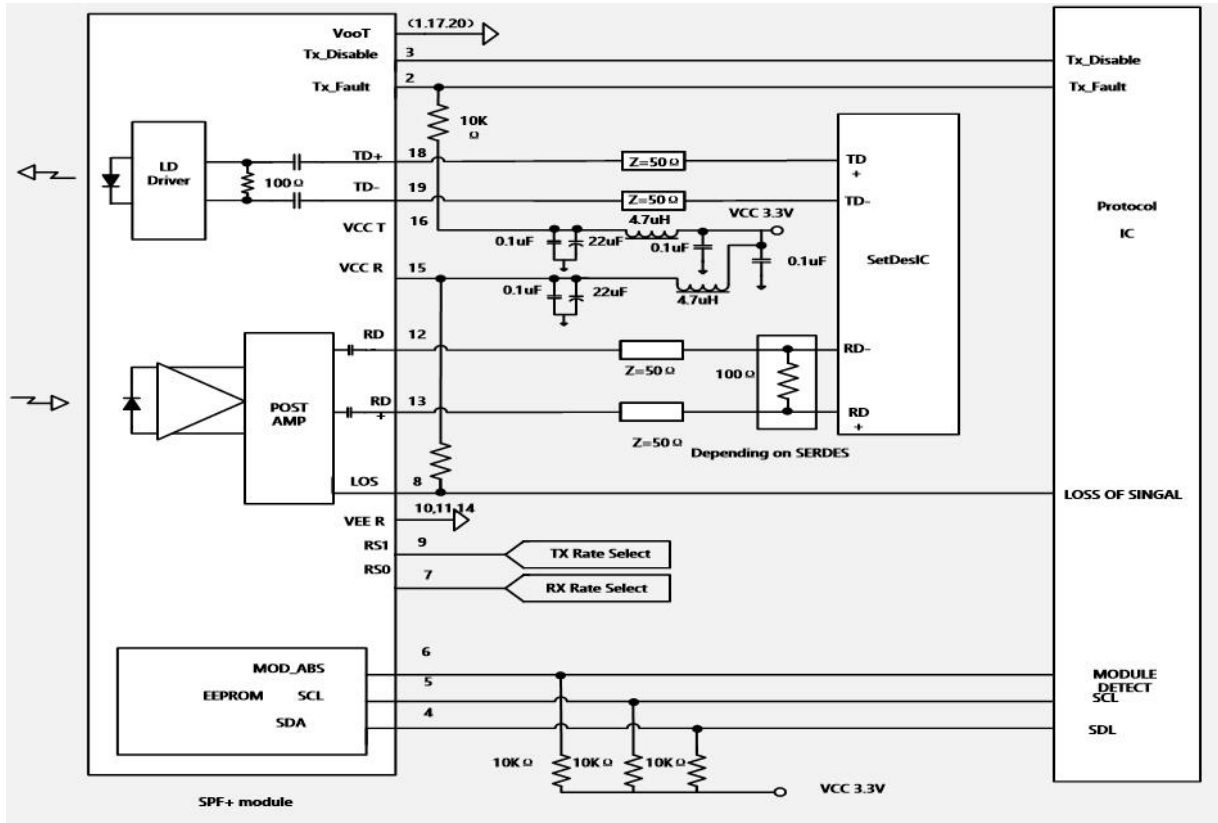 VooT
(1.17.20)
Tx_Disable
3
Tx_Disable
Tx_Fault
2
Tx_Fault
10K
Ω
LD
Driver
100Ω
TD+
18
Z=50Ω
TD
+
TD-
19
Z=50Ω
TD-
VCC T
16
0.1uF
22uF
4.7uH
0.1uF
VCC 3.3V
0.1uF
SetDesIC
Protocol
IC
VCC R
15
0.1uF
22uF
4.7uH
RD
-
12
Z=50Ω
RD-
100Ω
POST
AMP
RD
+
13
Z=50Ω
RD
+
Depending on SERDES
LOS
8
LOSS OF SINGAL
VEE R
10,11,14
RS1
9
TX Rate Select
RS0
7
RX Rate Select
MOD_ABS
6
MODULE
DETECT
EEPROM
SCL
5
SCL
SDA
4
SDL
10KΩ
10KΩ
10KΩ
VCC 3.3V
SPF+ module